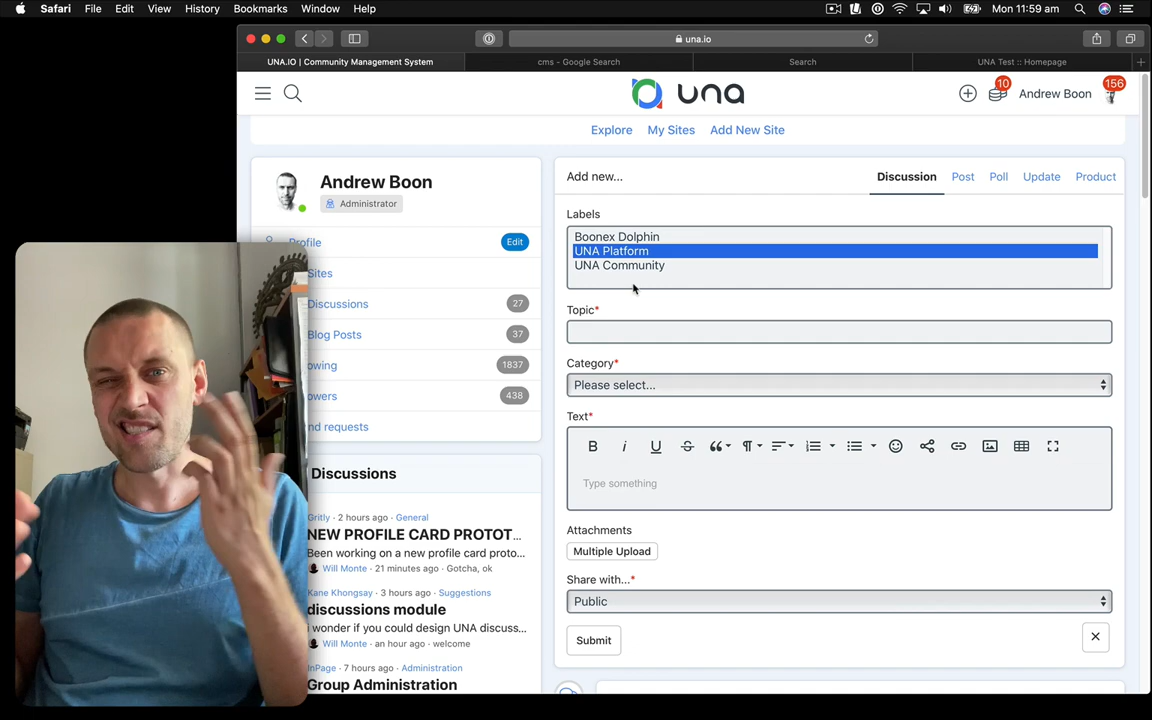 Safari File Edit View History Bookmarks Window Help Mon 11:59 am
una.io
UNA.IO | Community Management System cms - Google Search Search UNA Test :: Homepage
una 10 Andrew Boon 156
Explore My Sites Add New Site
Andrew Boon
Administrator
Profile Edit
Sites
Discussions 27
Blog Posts 37
owing 1837
owers 438
nd requests
Discussions
Gritly · 2 hours ago · General
NEW PROFILE CARD PROTOT...
Been working on a new profile card proto...
Will Monte · 21 minutes ago · Gotcha, ok
Kane Khongsay · 3 hours ago · Suggestions
discussions module
i wonder if you could design UNA discuss...
Will Monte · an hour ago · welcome
InPage · 7 hours ago · Administration
Group Administration
Add new... Discussion Post Poll Update Product
Labels
Boonex Dolphin
UNA Platform
UNA Community
Topic*
Category*
Please select...
Text*
B i U S
Type something
Attachments
Multiple Upload
Share with...*
Public
Submit